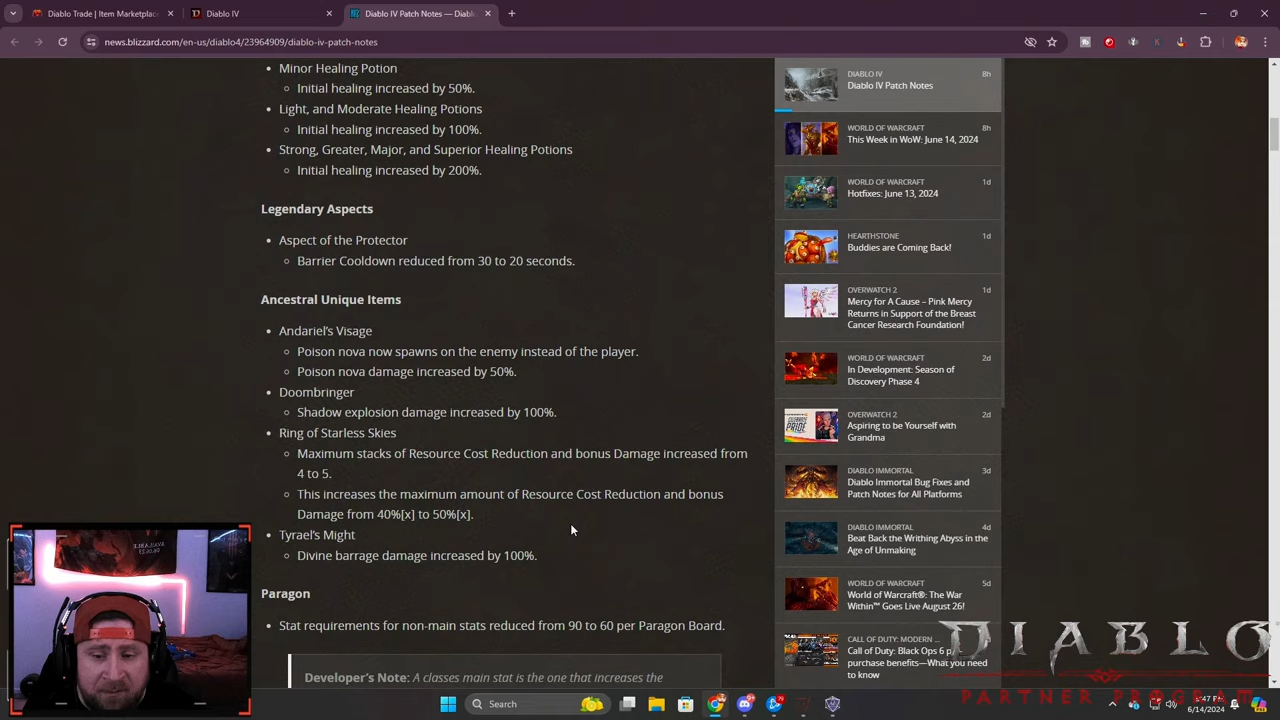 Diablo Trade | Item Marketplac
Diablo IV
Diablo IV Patch Notes — Diablo
news.blizzard.com/en-us/diablo4/23964909/diablo-iv-patch-notes
Minor Healing Potion
Initial healing increased by 50%.
Light, and Moderate Healing Potions
Initial healing increased by 100%.
Strong, Greater, Major, and Superior Healing Potions
Initial healing increased by 200%.
Legendary Aspects
Aspect of the Protector
Barrier Cooldown reduced from 30 to 20 seconds.
Ancestral Unique Items
Andariel's Visage
Poison nova now spawns on the enemy instead of the player.
Poison nova damage increased by 50%.
Doombringer
Shadow explosion damage increased by 100%.
Ring of Starless Skies
Maximum stacks of Resource Cost Reduction and bonus Damage increased from
4 to 5.
This increases the maximum amount of Resource Cost Reduction and bonus
Damage from 40%[x] to 50%[x].
Tyrael's Might
Divine barrage damage increased by 100%.
Paragon
Stat requirements for non-main stats reduced from 90 to 60 per Paragon Board.
Developer's Note: A classes main stat is the one that increases the
DIABLO IV 8h
Diablo IV Patch Notes
WORLD OF WARCRAFT 8h
This Week in WoW: June 14, 2024
WORLD OF WARCRAFT 1d
Hotfixes: June 13, 2024
HEARTHSTONE 1d
Buddies are Coming Back!
OVERWATCH 2 1d
Mercy for A Cause – Pink Mercy
Returns in Support of the Breast
Cancer Research Foundation!
WORLD OF WARCRAFT 2d
In Development: Season of
Discovery Phase 4
OVERWATCH 2 2d
Aspiring to be Yourself with
Grandma
DIABLO IMMORTAL 3d
Diablo Immortal Bug Fixes and
Patch Notes for All Platforms
DIABLO IMMORTAL 4d
Beat Back the Writhing Abyss in the
Age of Unmaking
WORLD OF WARCRAFT 5d
World of Warcraft®: The War
Within™ Goes Live August 26!
CALL OF DUTY: MODERN ...
Call of Duty: Black Ops 6 p
purchase benefits—What you need
to know
DIABLO
PARTNER PROGRAM
Search
6/14/2024